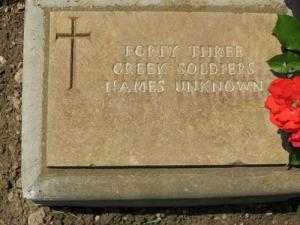 FORTY THREE
GREEK SOLDIERS
NAMES UNKNOWN